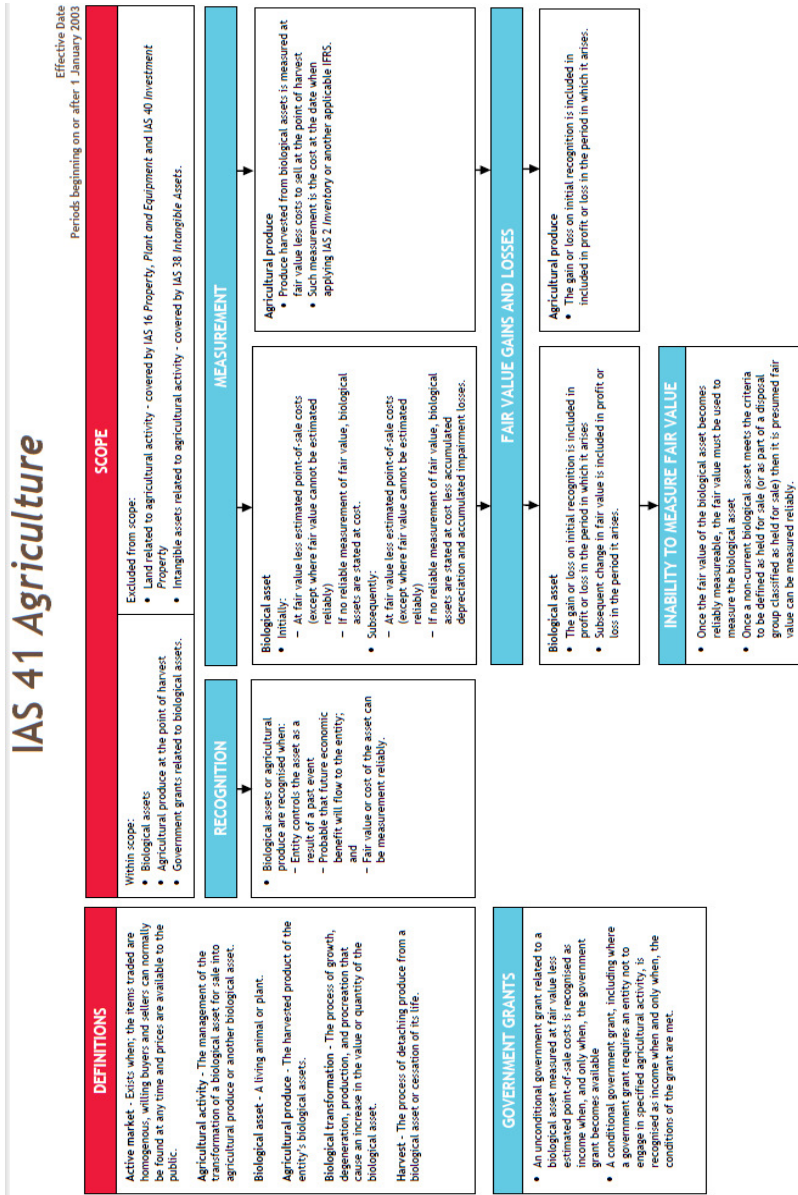 IAS 41 Agriculture
Effective Date
Periods beginning on or after 1 January 2003
DEFINITIONS
Active market - Exists when; the items traded are
homogenous, willing buyers and sellers can normally
be found at any time and prices are available to the
public.
Agricultural activity - The management of the
transformation of a biological asset for sale into
agricultural produce or another biological asset.
Biological asset - A living animal or plant.
Agricultural produce - The harvested product of the
entity's biological assets.
Biological transformation - The process of growth,
degeneration, production, and procreation that
cause an increase in the value or quantity of the
biological asset.
Harvest - The process of detaching produce from a
biological asset or cessation of its life.
SCOPE
Within scope:
• Biological assets
• Agricultural produce at the point of harvest
• Government grants related to biological assets.
Excluded from scope:
• Land related to agricultural activity - covered by IAS 16 Property, Plant and Equipment and IAS 40 Investment
Property
• Intangible assets related to agricultural activity - covered by IAS 38 Intangible Assets.
RECOGNITION
• Biological assets or agricultural
produce are recognised when:
– Entity controls the asset as a
result of a past event
– Probable that future economic
benefit will flow to the entity;
and
– Fair value or cost of the asset can
be measurement reliably.
MEASUREMENT
Biological asset
• Initially:
– At fair value less estimated point-of-sale costs
(except where fair value cannot be estimated
reliably)
– If no reliable measurement of fair value, biological
assets are stated at cost.
• Subsequently:
– At fair value less estimated point-of-sale costs
(except where fair value cannot be estimated
reliably)
– If no reliable measurement of fair value, biological
assets are stated at cost less accumulated
depreciation and accumulated impairment losses.
Agricultural produce
• Produce harvested from biological assets is measured at
fair value less costs to sell at the point of harvest
• Such measurement is the cost at the date when
applying IAS 2 Inventory or another applicable IFRS.
GOVERNMENT GRANTS
• An unconditional government grant related to a
biological asset measured at fair value less
estimated point-of-sale costs is recognised as
income when, and only when, the government
grant becomes available
• A conditional government grant, including where
a government grant requires an entity not to
engage in specified agricultural activity, is
recognised as income when and only when, the
conditions of the grant are met.
FAIR VALUE GAINS AND LOSSES
Biological asset
• The gain or loss on initial recognition is included in
profit or loss in the period in which it arises
• Subsequent change in fair value is included in profit or
loss in the period it arises.
Agricultural produce
• The gain or loss on initial recognition is included in
included in profit or loss in the period in which it arises.
INABILITY TO MEASURE FAIR VALUE
• Once the fair value of the biological asset becomes
reliably measureable, the fair value must be used to
measure the biological asset
• Once a non-current biological asset meets the criteria
to be defined as held for sale (or as part of a disposal
group classified as held for sale) then it is presumed fair
value can be measured reliably.